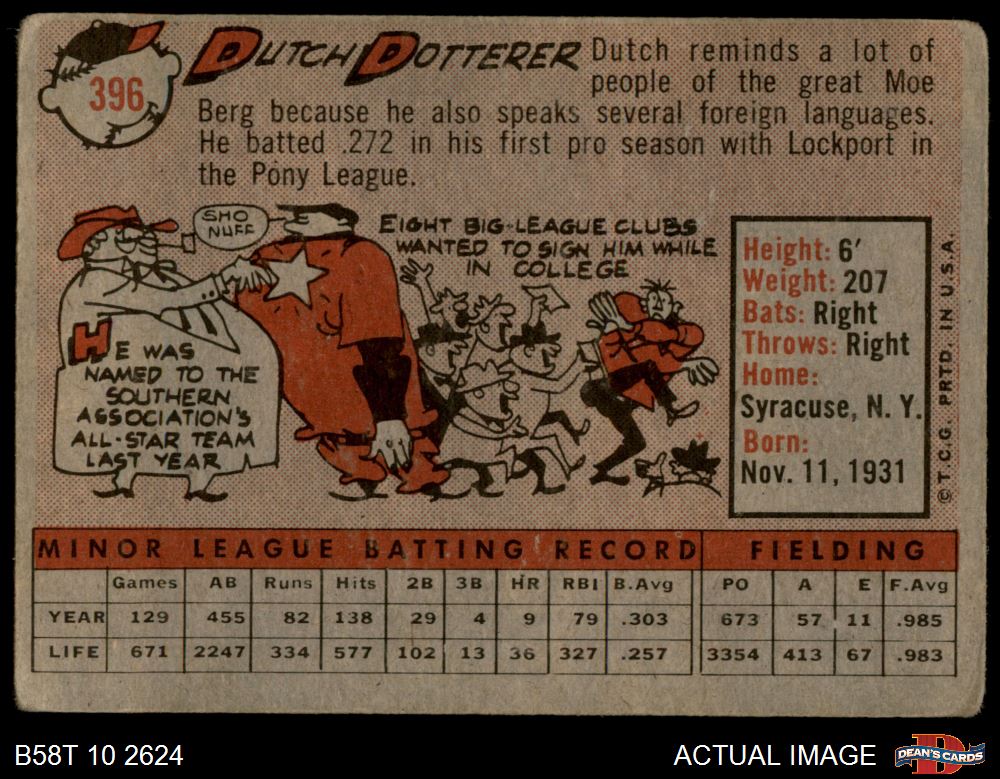 396
DUTCH DOTTERER
Dutch reminds a lot of
people of the great Moe
Berg because he also speaks several foreign languages.
He batted .272 in his first pro season with Lockport in
the Pony League.
SHO
NUFF
EIGHT BIG-LEAGUE CLUBS
WANTED TO SIGN HIM WHILE
IN COLLEGE
HE WAS
NAMED TO THE
SOUTHERN
ASSOCIATION'S
ALL-STAR TEAM
LAST YEAR
Height: 6'
Weight: 207
Bats: Right
Throws: Right
Home:
Syracuse, N. Y.
Born:
Nov. 11, 1931
© T.C.G. PRTD. IN U.S.A.
MINOR LEAGUE BATTING RECORD FIELDING
Games AB Runs Hits 2B 3B HR RBI B.Avg PO A E F.Avg
YEAR 129 455 82 138 29 4 9 79 .303 673 57 11 .985
LIFE 671 2247 334 577 102 13 36 327 .257 3354 413 67 .983
B58T 10 2624
ACTUAL IMAGE
DEAN'S CARDS